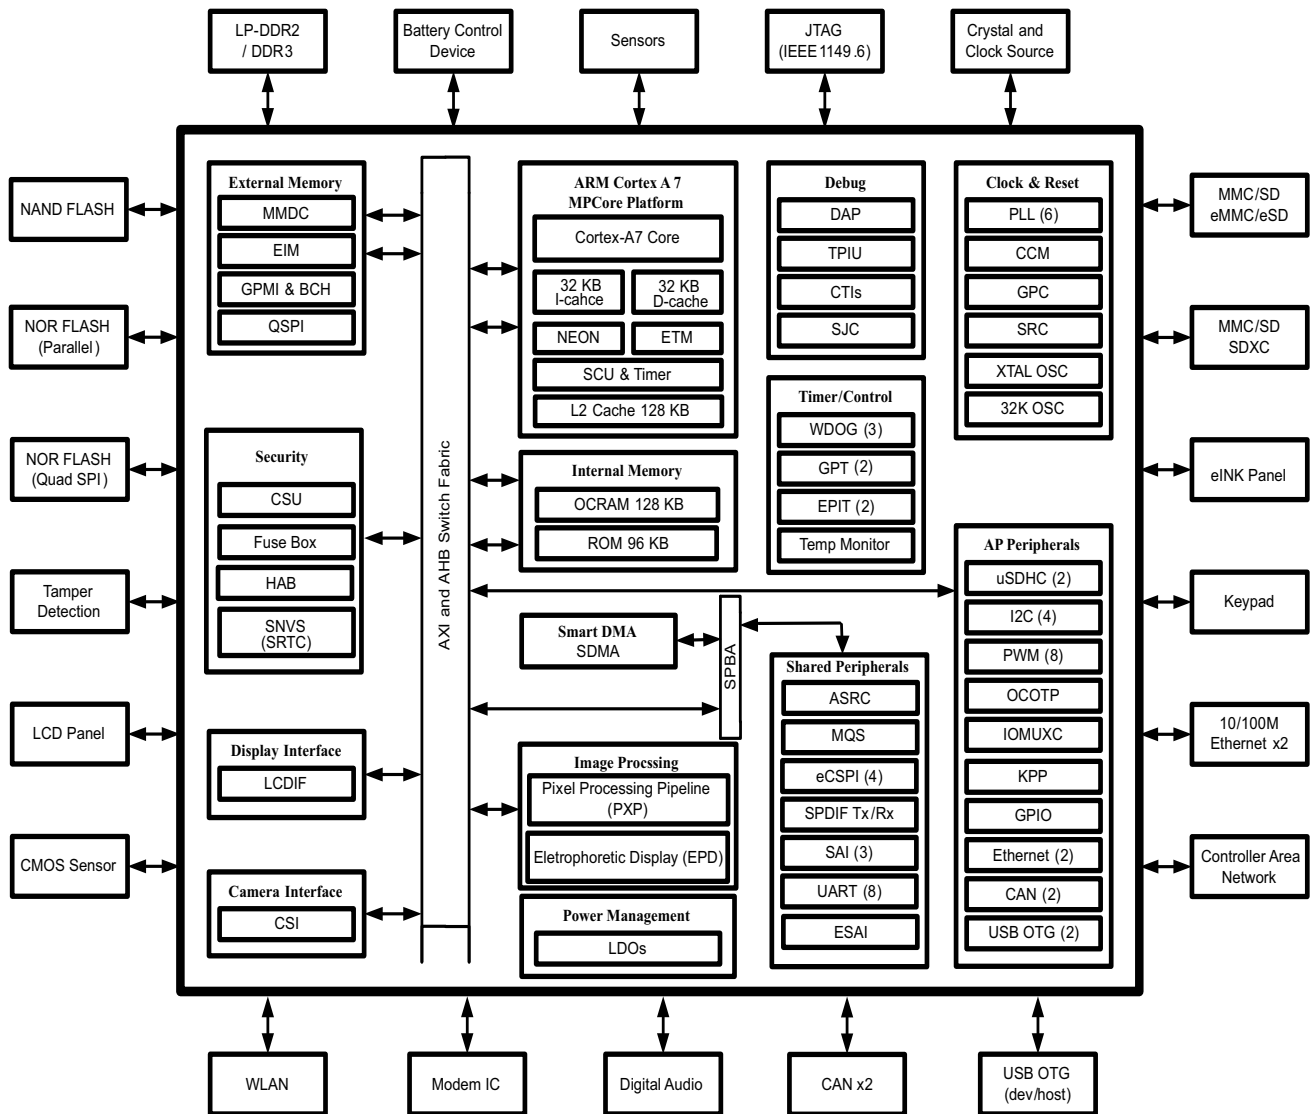 LP-DDR2
/ DDR3
Battery Control
Device
Sensors
JTAG
(IEEE 1149.6)
Crystal and
Clock Source
NAND FLASH
NOR FLASH
(Parallel)
NOR FLASH
(Quad SPI)
Tamper
Detection
LCD Panel
CMOS Sensor
External Memory
MMDC
EIM
GPMI & BCH
QSPI
Security
CSU
Fuse Box
HAB
SNVS
(SRTC)
Display Interface
LCDIF
Camera Interface
CSI
AXI and AHB Switch Fabric
ARM Cortex A 7
MPCore Platform
Cortex-A7 Core
32 KB
I-cahce
32 KB
D-cache
NEON
ETM
SCU & Timer
L2 Cache 128 KB
Internal Memory
OCRAM 128 KB
ROM 96 KB
Smart DMA
SDMA
SPBA
Image Procssing
Pixel Processing Pipeline
(PXP)
Eletrophoretic Display (EPD)
Power Management
LDOs
Debug
DAP
TPIU
CTIs
SJC
Timer/Control
WDOG (3)
GPT (2)
EPIT (2)
Temp Monitor
Shared Peripherals
ASRC
MQS
eCSPI (4)
SPDIF Tx/Rx
SAI (3)
UART (8)
ESAI
Clock & Reset
PLL (6)
CCM
GPC
SRC
XTAL OSC
32K OSC
AP Peripherals
uSDHC (2)
I2C (4)
PWM (8)
OCOTP
IOMUXC
KPP
GPIO
Ethernet (2)
CAN (2)
USB OTG (2)
MMC/SD
eMMC/eSD
MMC/SD
SDXC
eINK Panel
Keypad
10/100M
Ethernet x2
Controller Area
Network
WLAN
Modem IC
Digital Audio
CAN x2
USB OTG
(dev/host)